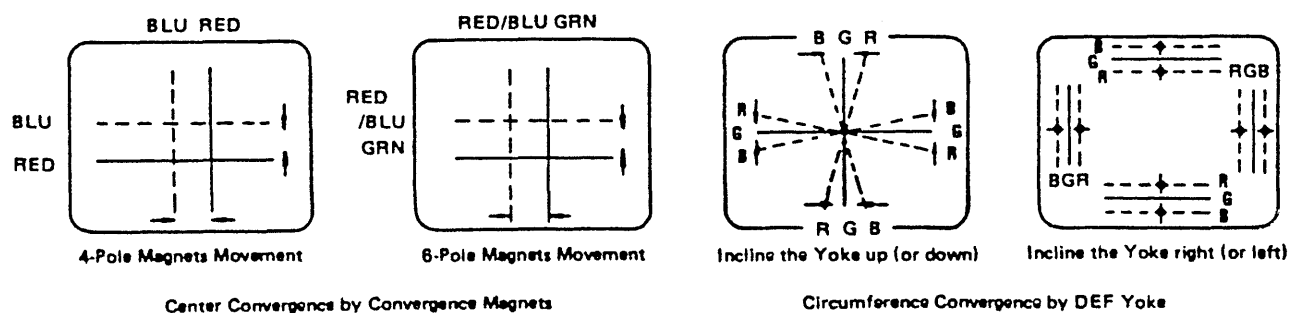 BLU RED
BLU
RED
4-Pole Magnets Movement
RED/BLU GRN
RED
/BLU
GRN
6-Pole Magnets Movement
Center Convergence by Convergence Magnets
B G R
R
G
B
B
G
R
R G B
Incline the Yoke up (or down)
B
G
R
RGB
BGR
R
G
B
Incline the Yoke right (or left)
Circumference Convergence by DEF Yoke